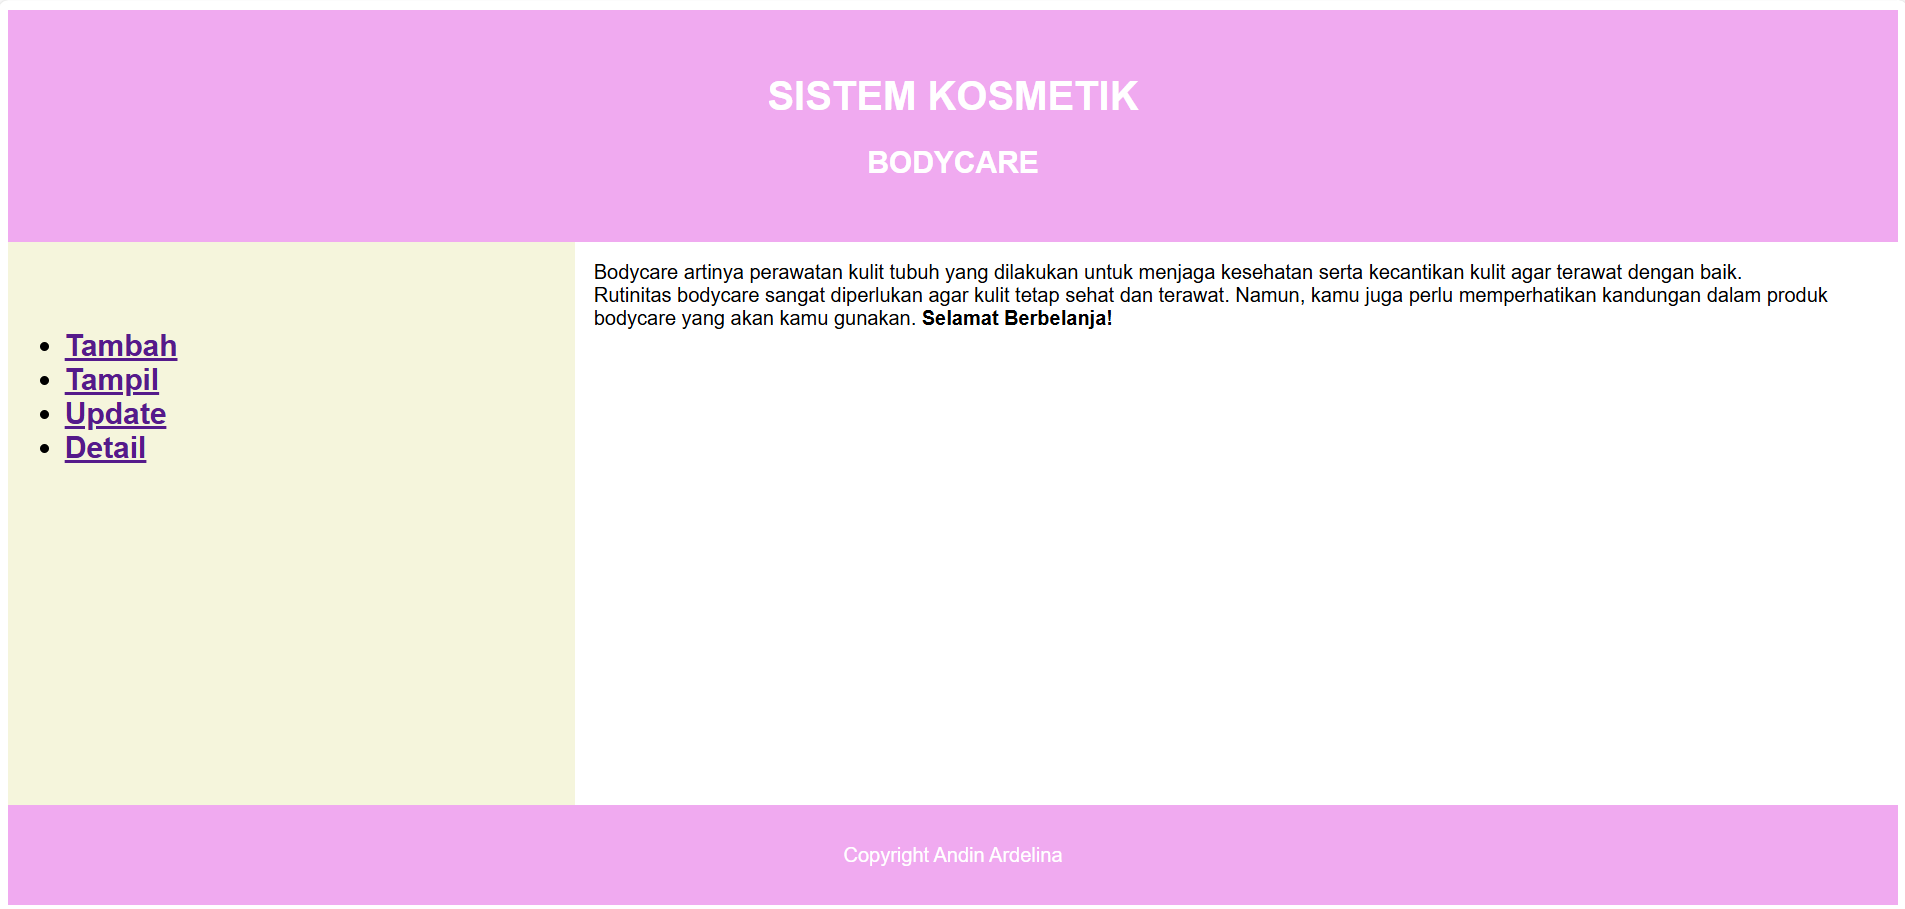 SISTEM KOSMETIK
BODYCARE
Tambah
Tampil
Update
Detail
Bodycare artinya perawatan kulit tubuh yang dilakukan untuk menjaga kesehatan serta kecantikan kulit agar terawat dengan baik.
Rutinitas bodycare sangat diperlukan agar kulit tetap sehat dan terawat. Namun, kamu juga perlu memperhatikan kandungan dalam produk
bodycare yang akan kamu gunakan. Selamat Berbelanja!
Copyright Andin Ardelina